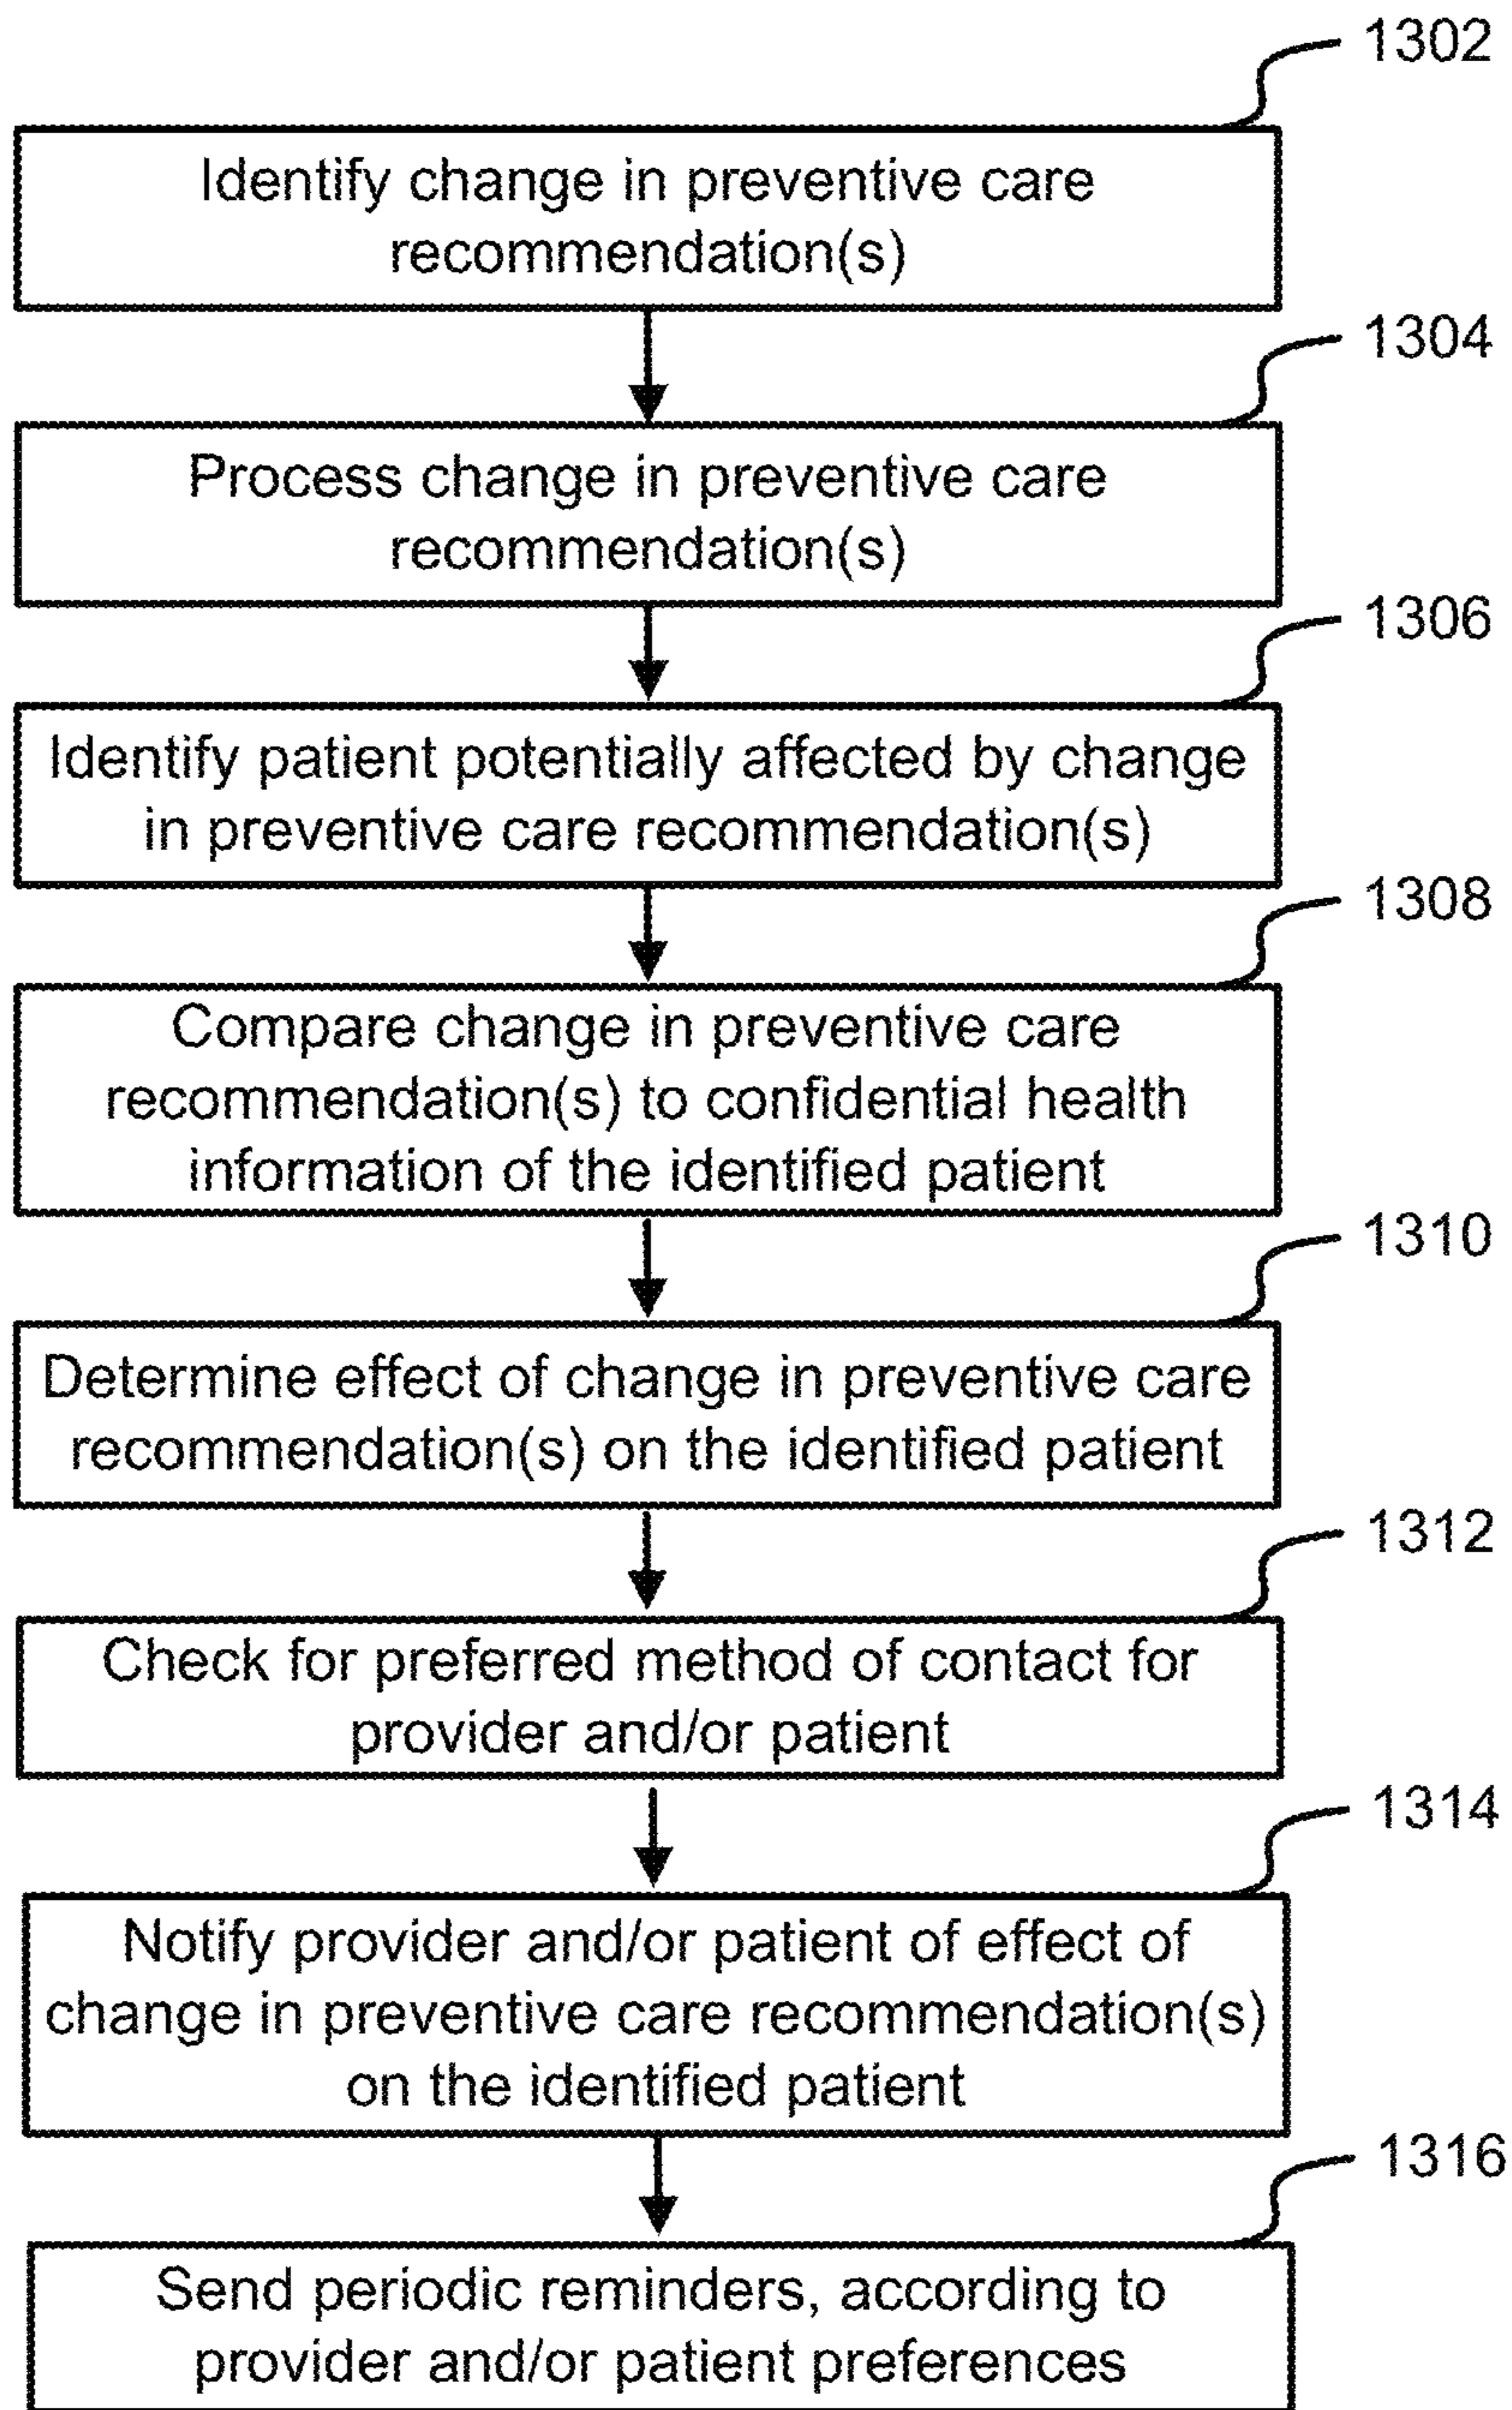 1302
Identify change in preventive care
recommendation(s)
1304
Process change in preventive care
recommendation(s)
1306
Identify patient potentially affected by change
in preventive care recommendation(s)
1308
Compare change in preventive care
recommendation(s) to confidential health
information of the identified patient
1310
Determine effect of change in preventive care
recommendation(s) on the identified patient
1312
Check for preferred method of contact for
provider and/or patient
1314
Notify provider and/or patient of effect of
change in preventive care recommendation(s)
on the identified patient
1316
Send periodic reminders, according to
provider and/or patient preferences